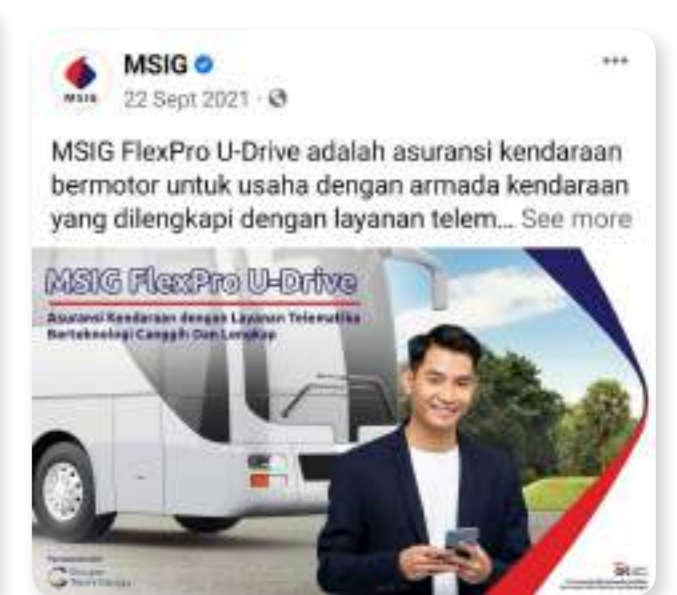 MSIG
MSIG
22 Sept 2021
MSIG FlexPro U-Drive adalah asuransi kendaraan
bermotor untuk usaha dengan armada kendaraan
yang dilengkapi dengan layanan telem... See more
MSIG FlexPro U-Drive
Asuransi Kendaraan dengan Layanan Telematika
Berteknologi Canggih Dan Lengkap